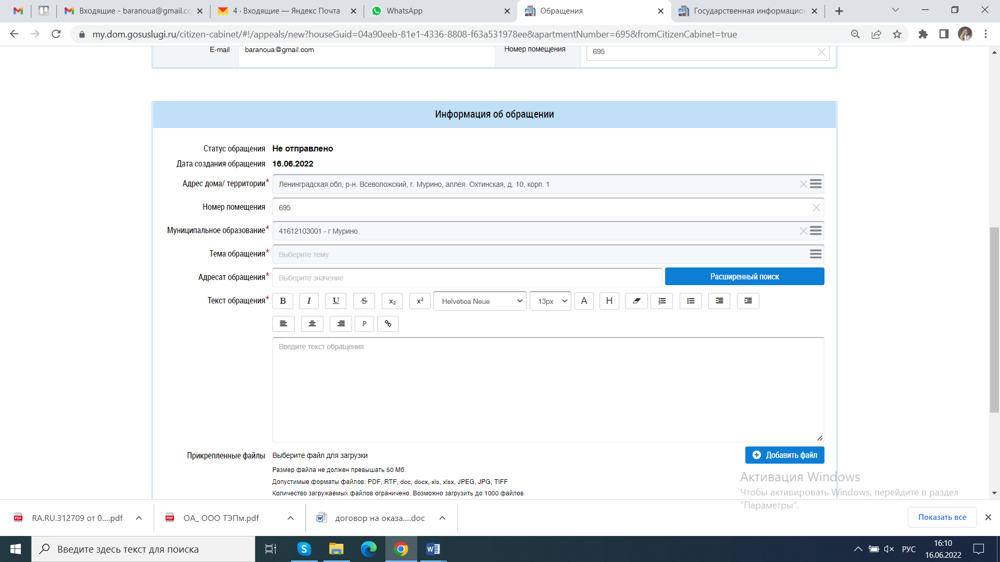 Входящие - baranoua@gmail.co
4 · Входящие — Яндекс Почта
WhatsApp
Обращения
Государственная информацион
my.dom.gosuslugi.ru/citizen-cabinet/#!/appeals/new?houseGuid=04a90eeb-81e1-4336-8808-f63a531978ee&apartmentNumber=695&fromCitizenCabinet=true
E-mail baranoua@gmail.com Номер помещения 695
Информация об обращении
Статус обращения Не отправлено
Дата создания обращения 16.06.2022
Адрес дома/ территории* Ленинградская обл, р-н. Всеволожский, г. Мурино, аллея. Охтинская, д. 10, корп. 1
Номер помещения 695
Муниципальное образование* 41612103001 - г Мурино
Тема обращения* Выберите тему
Адресат обращения* Выберите значение Расширенный поиск
Текст обращения* B I U S x₂ x² Helvetica Neue 13px A H
P
Введите текст обращения
Прикрепленные файлы Выберите файл для загрузки Добавить файл
Размер файла не должен превышать 50 Мб.
Допустимые форматы файлов: PDF, RTF, doc, docx, xls, xlsx, JPEG, JPG, TIFF
Количество загружаемых файлов ограничено. Возможно загрузить до 1000 файлов
Активация Windows
Чтобы активировать Windows, перейдите в раздел
"Параметры".
RA.RU.312709 от 0....pdf
ОА_ ООО ТЭПм.pdf
договор на оказа....doc
Показать все
Введите здесь текст для поиска
РУС
16:10
16.06.2022